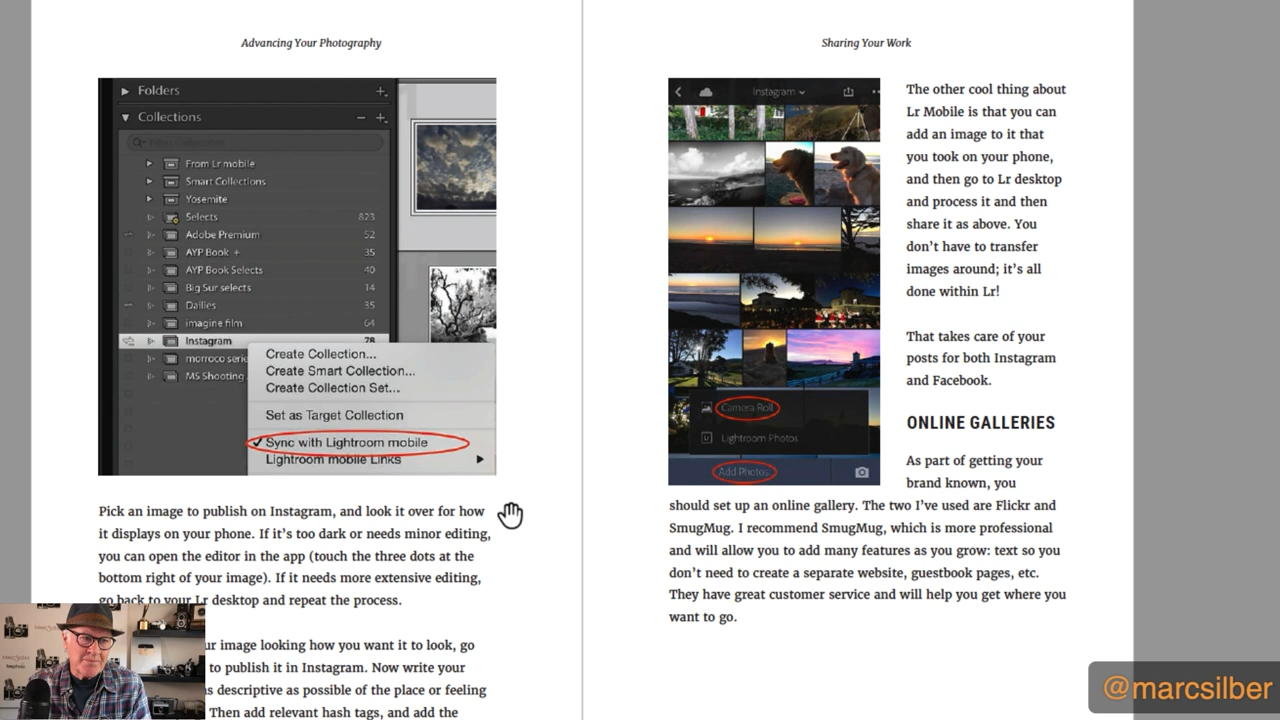 Advancing Your Photography
Folders
Collections
From Lr mobile
Smart Collections
Yosemite
Selects 823
Adobe Premium 52
AYP Book + 35
AYP Book Selects 40
Big Sur selects 14
Dailies 35
imagine film 64
Instagram 78
morroco serie
MS Shooting
Create Collection...
Create Smart Collection...
Create Collection Set...
Set as Target Collection
✓ Sync with Lightroom mobile
Lightroom mobile Links
Pick an image to publish on Instagram, and look it over for how
it displays on your phone. If it’s too dark or needs minor editing,
you can open the editor in the app (touch the three dots at the
bottom right of your image). If it needs more extensive editing,
go back to your Lr desktop and repeat the process.
ur image looking how you want it to look, go
to publish it in Instagram. Now write your
as descriptive as possible of the place or feeling
Then add relevant hash tags, and add the
Sharing Your Work
Instagram
Camera Roll
Lightroom Photos
Add Photos
The other cool thing about
Lr Mobile is that you can
add an image to it that
you took on your phone,
and then go to Lr desktop
and process it and then
share it as above. You
don’t have to transfer
images around; it’s all
done within Lr!
That takes care of your
posts for both Instagram
and Facebook.
ONLINE GALLERIES
As part of getting your
brand known, you
should set up an online gallery. The two I’ve used are Flickr and
SmugMug. I recommend SmugMug, which is more professional
and will allow you to add many features as you grow: text so you
don’t need to create a separate website, guestbook pages, etc.
They have great customer service and will help you get where you
want to go.
@marcsilber